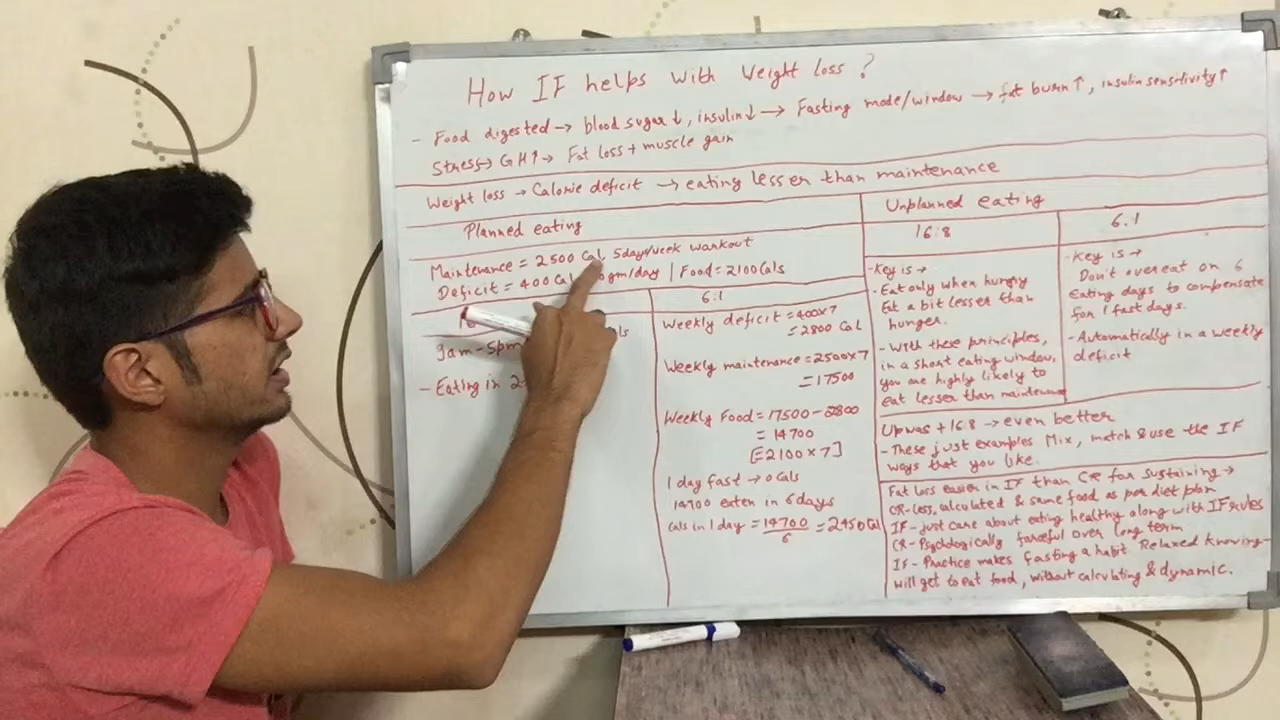 How IF helps with weight loss ?
- Food digested → blood sugar ↓, insulin ↓ → Fasting mode/window → fat burn ↑, insulin sensitivity ↑
Stress → GH ↑ → Fat loss + muscle gain
Weight loss → Calorie deficit → eating lesser than maintenance
Planned eating
Maintenance = 2500 Cal 5days/week workout
Deficit = 400 Cal gm/day | Food = 2100 Cals
9am-5pm
- Eating in
6:1
Weekly deficit = 400x7
= 2800 Cal
Weekly maintenance = 2500x7
= 17500
Weekly Food = 17500 - 2800
= 14700
[= 2100 x 7]
1 day fast → 0 Cals
14700 eaten in 6 days
Cals in 1 day = 14700/6 = 2450 Cal
Unplanned eating
16:8
- Key is →
- Eat only when hungry
Eat a bit lesser than
hunger.
- With these principles,
in a short eating window,
you are highly likely to
eat lesser than maintenance
6:1
- Key is →
Don't overeat on 6
Eating days to compensate
for 1 fast days.
- Automatically in a weekly
deficit
Upwas + 16:8 → even better
- These just examples Mix, match & use the IF
ways that you like.
Fat loss easier in IF than CR for sustaining →
CR - Less, calculated & same food as per diet plan
IF - just care about eating healthy along with IF rules
CR - Psychologically forceful over long term
IF - Practice makes fasting a habit. Relaxed knowing -
will get to eat food, without calculating & dynamic.